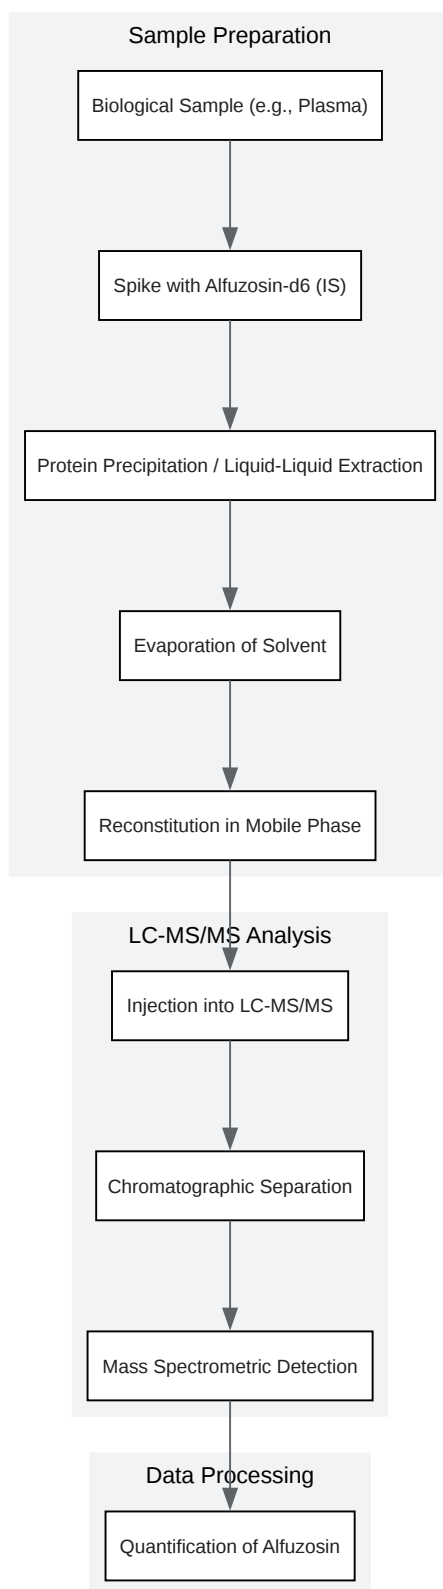 Sample Preparation
Biological Sample (e.g., Plasma)
Spike with Alfuzosin-d6 (IS)
Protein Precipitation / Liquid-Liquid Extraction
Evaporation of Solvent
Reconstitution in Mobile Phase
LC-MS/MS Analysis
Injection into LC-MS/MS
Chromatographic Separation
Mass Spectrometric Detection
Data Processing
Quantification of Alfuzosin